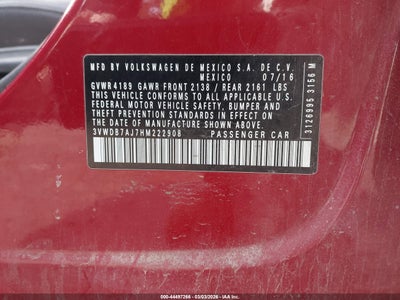 MFD BY VOLKSWAGEN DE MEXICO S.A. DE C.V.
MEXICO 07/16
GVWR 4189 GAWR FRONT 2138 / REAR 2161 LBS
THIS VEHICLE CONFORMS TO ALL APPLICABLE
FEDERAL MOTOR VEHICLE SAFETY, BUMPER AND
THEFT PREVENTION STANDARDS IN EFFECT ON THE
DATE OF MANUFACTURE SHOWN ABOVE.
3VWDB7AJ7HM222908 PASSENGER CAR
3126995 3156 M
© IAA 00 - 44497266 - 03/03/2026 - IAA